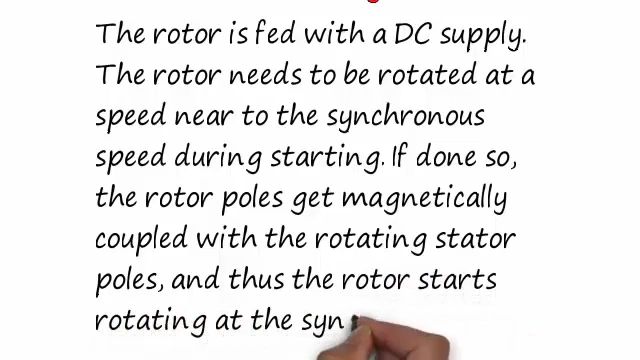 The rotor is fed with a DC supply.
The rotor needs to be rotated at a
speed near to the synchronous
speed during starting. If done so,
the rotor poles get magnetically
coupled with the rotating stator
poles, and thus the rotor starts
rotating at the syn